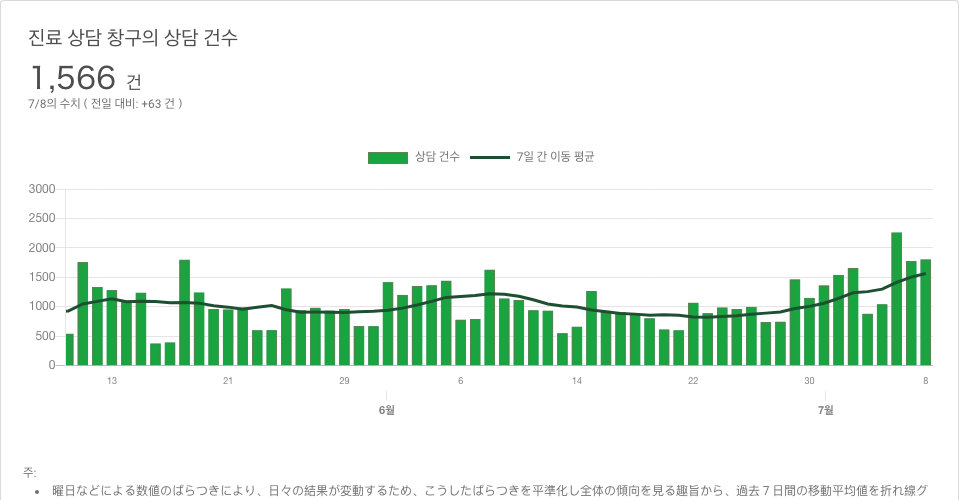 진료 상담 창구의 상담 건수
1,566 건
7/8의 수치 ( 전일 대비: +63 건 )
상담 건수 7일 간 이동 평균
3000
2500
2000
1500
1000
500
0
13 21 29 6 14 22 30 8
6월 7월
주:
• 曜日などによる数値のばらつきにより、日々の結果が変動するため、こうしたばらつきを平準化し全体の傾向を見る趣旨から、過去７日間の移動平均値を折れ線グ